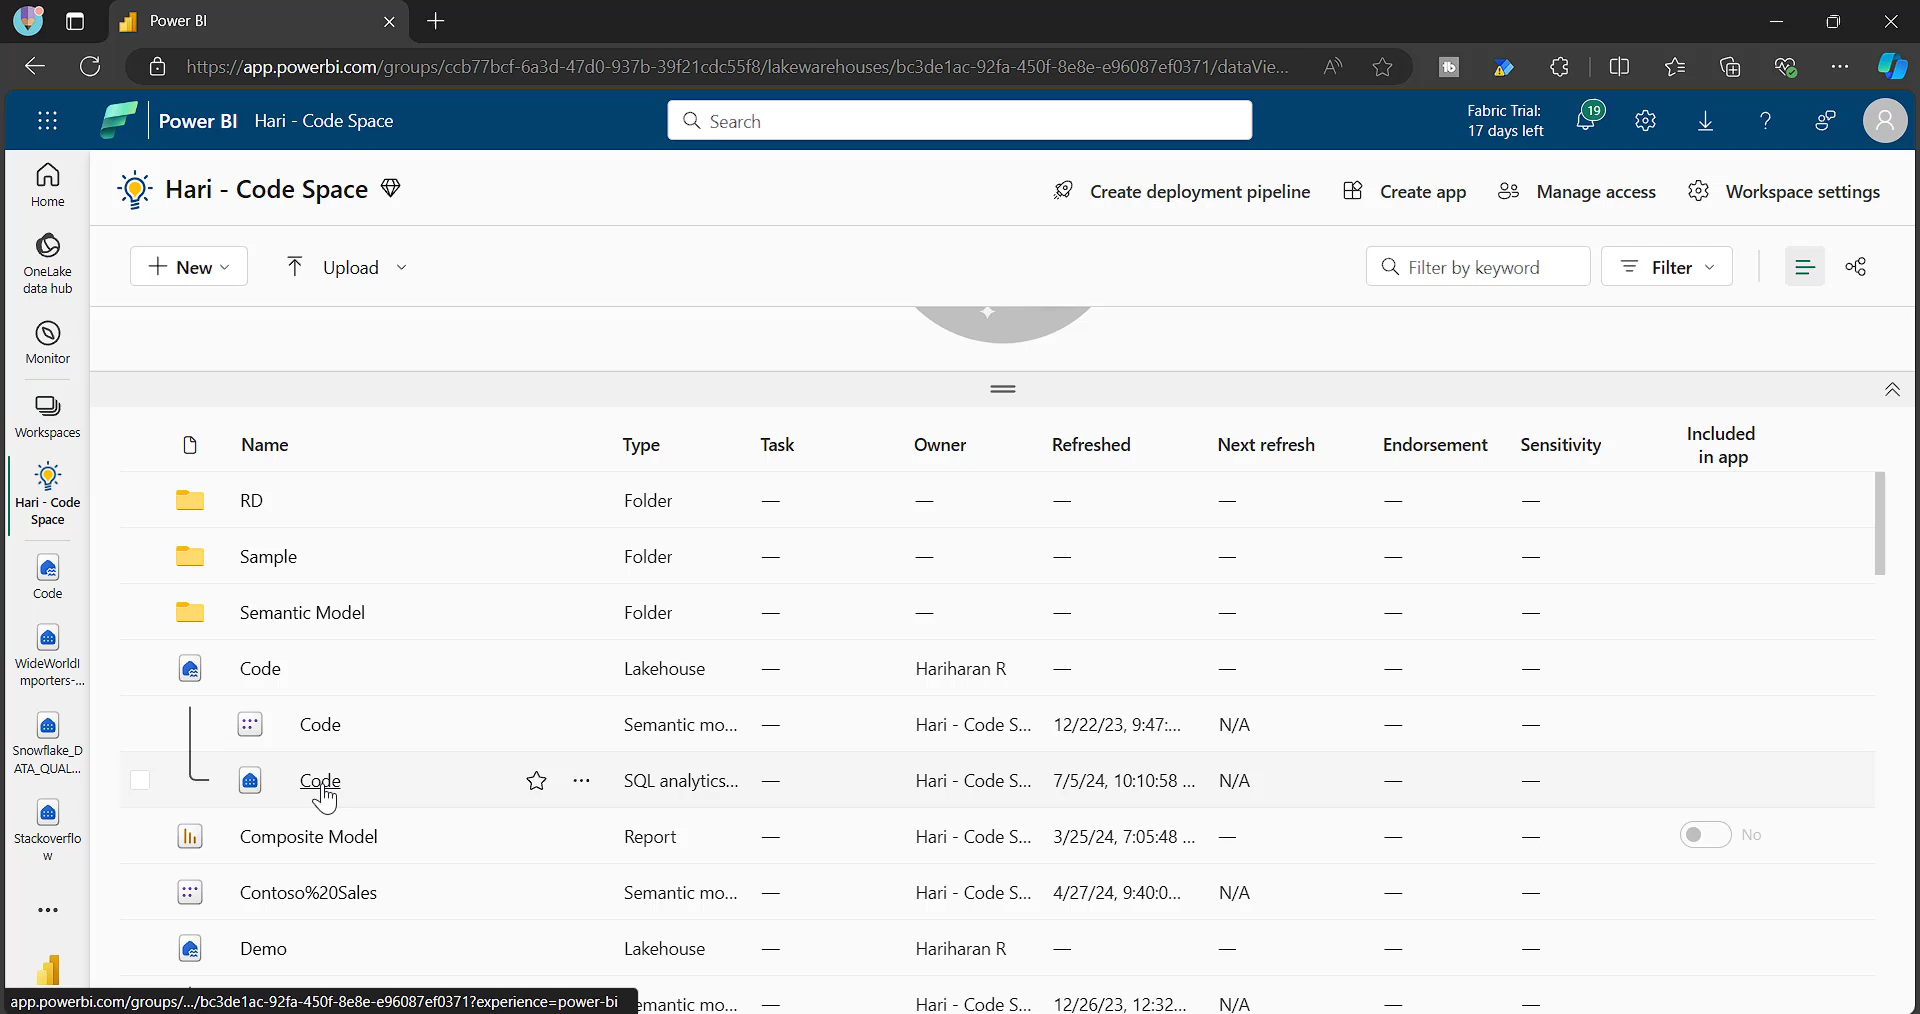 Power BI
https://app.powerbi.com/groups/ccb77bcf-6a3d-47d0-937b-39f21cdc55f8/lakewarehouses/bc3de1ac-92fa-450f-8e8e-e96087ef0371/dataVie...
Power BI Hari - Code Space
Search
Fabric Trial:
17 days left
19
?
Home
OneLake
data hub
Monitor
Workspaces
Hari - Code
Space
Code
WideWorldI
mporters-...
Snowflake_D
ATA_QUAL...
Stackoverflo
w
Hari - Code Space
Create deployment pipeline
Create app
Manage access
Workspace settings
New
Upload
Filter by keyword
Filter
Name Type Task Owner Refreshed Next refresh Endorsement Sensitivity Included
in app
RD Folder — — — — — —
Sample Folder — — — — — —
Semantic Model Folder — — — — — —
Code Lakehouse — Hariharan R — — — —
Code Semantic mo... — Hari - Code S... 12/22/23, 9:47:... N/A — —
Code SQL analytics... — Hari - Code S... 7/5/24, 10:10:58 ... N/A — —
Composite Model Report — Hari - Code S... 3/25/24, 7:05:48 ... — — — No
Contoso%20Sales Semantic mo... — Hari - Code S... 4/27/24, 9:40:0... N/A — —
Demo Lakehouse — Hariharan R — — — —
emantic mo... — Hari - Code S... 12/26/23, 12:32... N/A — —
app.powerbi.com/groups/.../bc3de1ac-92fa-450f-8e8e-e96087ef0371?experience=power-bi